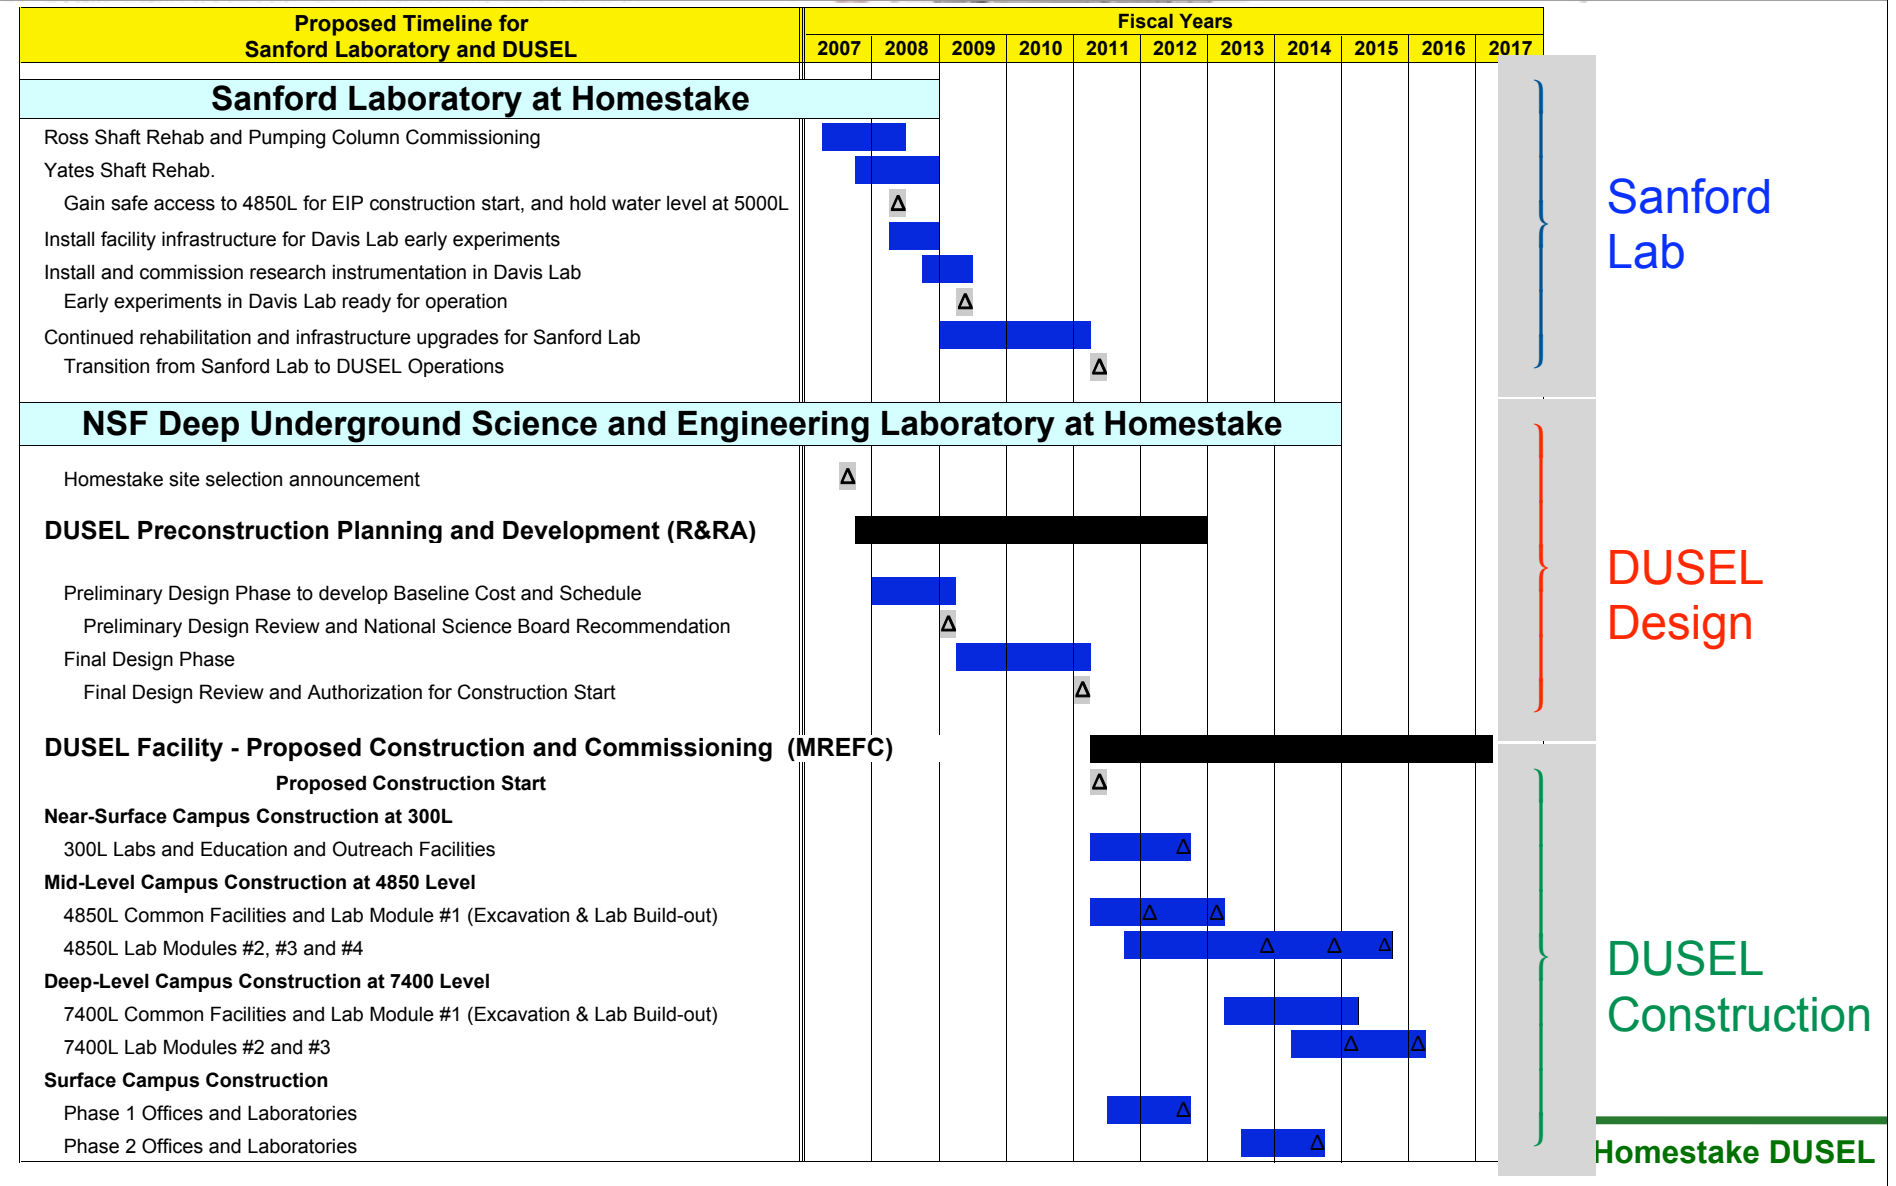 Proposed Timeline for
Sanford Laboratory and DUSEL
Fiscal Years
2007 2008 2009 2010 2011 2012 2013 2014 2015 2016 2017
Sanford Laboratory at Homestake
Ross Shaft Rehab and Pumping Column Commissioning
Yates Shaft Rehab.
Gain safe access to 4850L for EIP construction start, and hold water level at 5000L
Δ
Install facility infrastructure for Davis Lab early experiments
Install and commission research instrumentation in Davis Lab
Early experiments in Davis Lab ready for operation
Δ
Continued rehabilitation and infrastructure upgrades for Sanford Lab
Transition from Sanford Lab to DUSEL Operations
Δ
Sanford
Lab
NSF Deep Underground Science and Engineering Laboratory at Homestake
Homestake site selection announcement
Δ
DUSEL Preconstruction Planning and Development (R&RA)
Preliminary Design Phase to develop Baseline Cost and Schedule
Preliminary Design Review and National Science Board Recommendation
Δ
Final Design Phase
Final Design Review and Authorization for Construction Start
Δ
DUSEL
Design
DUSEL Facility - Proposed Construction and Commissioning (MREFC)
Proposed Construction Start
Δ
Near-Surface Campus Construction at 300L
300L Labs and Education and Outreach Facilities
Δ
Mid-Level Campus Construction at 4850 Level
4850L Common Facilities and Lab Module #1 (Excavation & Lab Build-out)
Δ Δ
4850L Lab Modules #2, #3 and #4
Δ Δ Δ
Deep-Level Campus Construction at 7400 Level
7400L Common Facilities and Lab Module #1 (Excavation & Lab Build-out)
7400L Lab Modules #2 and #3
Δ Δ
Surface Campus Construction
Phase 1 Offices and Laboratories
Δ
Phase 2 Offices and Laboratories
Δ
DUSEL
Construction
Homestake DUSEL